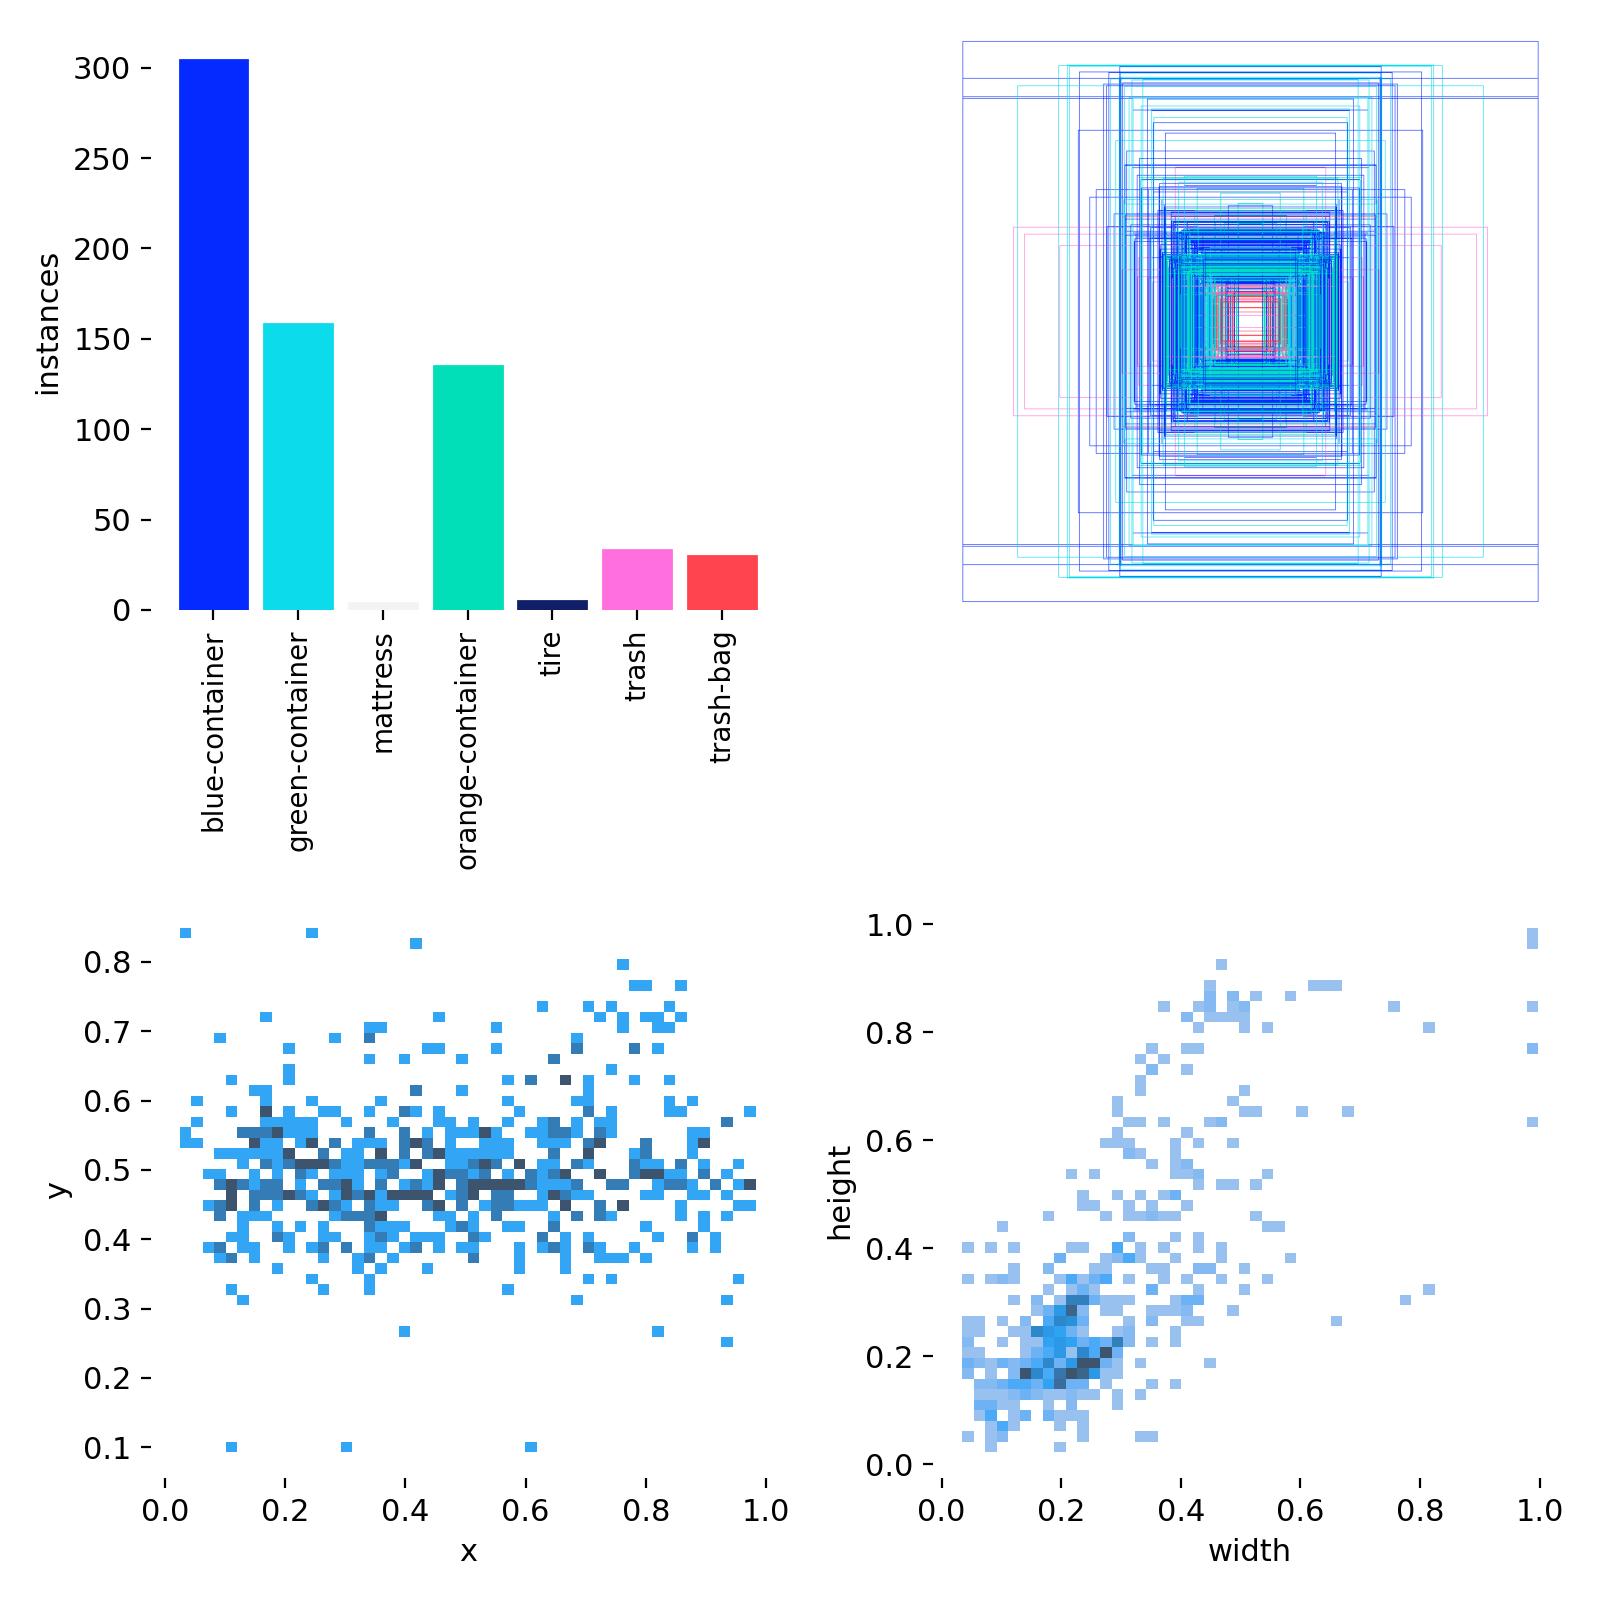 300
250
200
150
100
50
0
instances
blue-container
green-container
mattress
orange-container
tire
trash
trash-bag
0.8
0.7
0.6
0.5
0.4
0.3
0.2
0.1
y
0.0 0.2 0.4 0.6 0.8 1.0
x
1.0
0.8
0.6
0.4
0.2
0.0
height
0.0 0.2 0.4 0.6 0.8 1.0
width